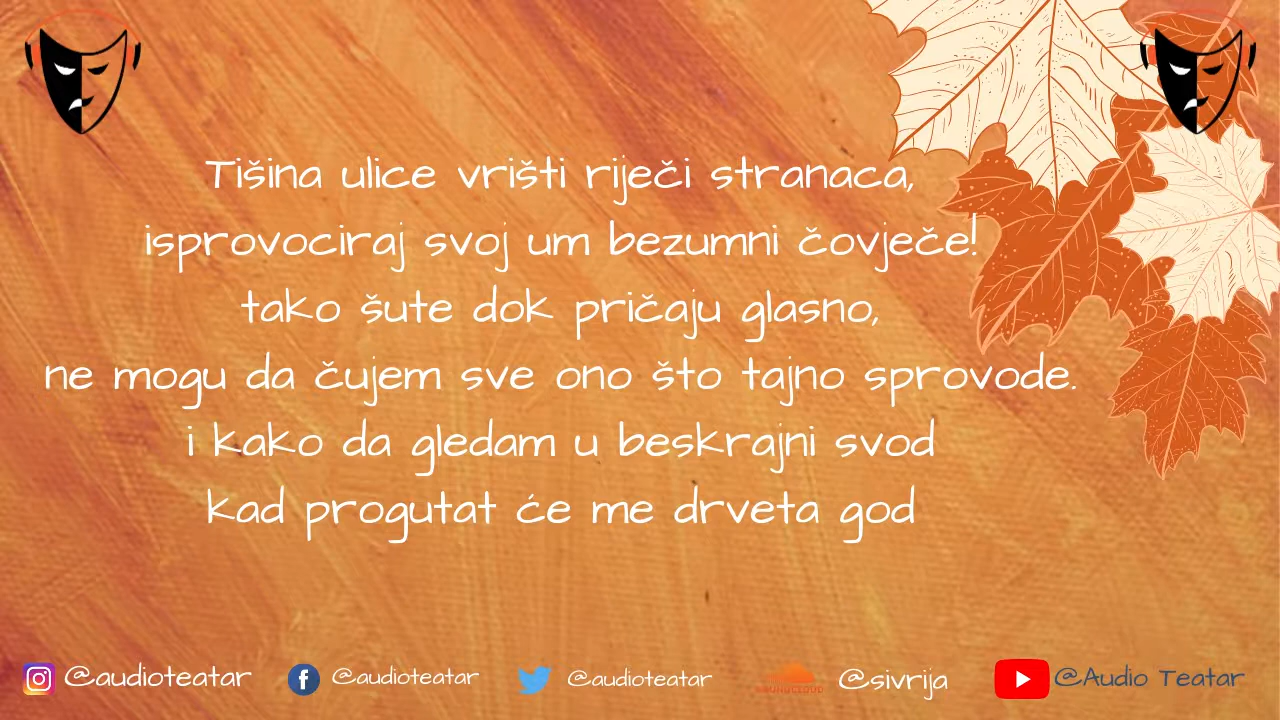 Tišina ulice vrišti riječi stranaca,
isprovociraj svoj um bezumni čovječe!
tako šute dok pričaju glasno,
ne mogu da čujem sve ono što tajno sprovode.
i kako da gledam u beskrajni svod
kad progutat će me drveta god
@audioteatar @audioteatar @audioteatar SOUNDCLOUD @sivrija @Audio Teatar